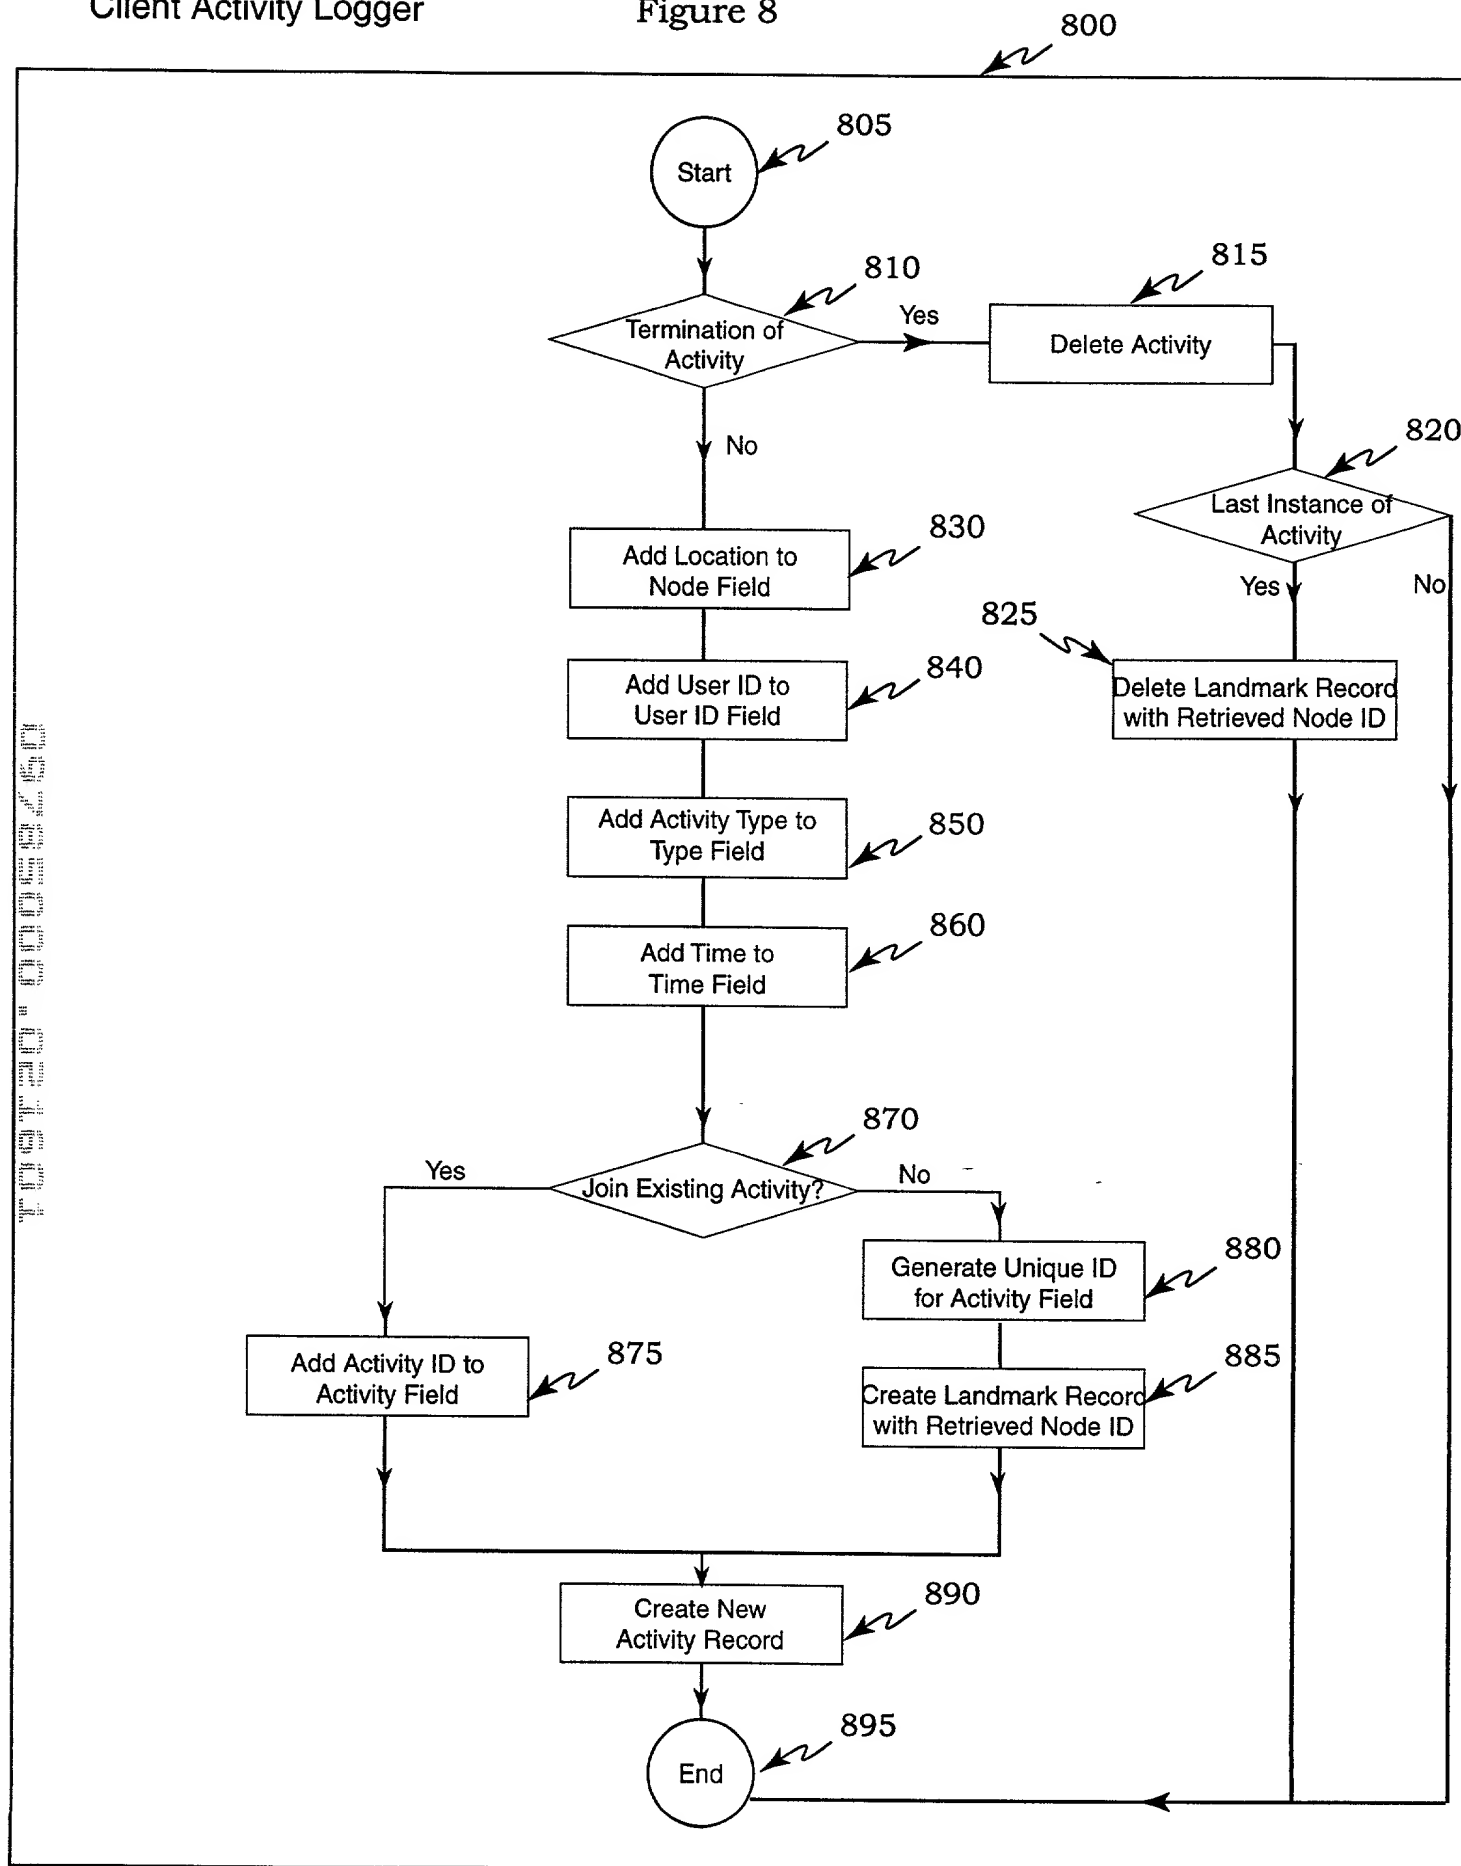 Client Activity Logger
Figure 8
800
805
Start
810
815
Termination of
Activity
Yes
Delete Activity
No
820
Last Instance of
Activity
Yes
No
830
Add Location to
Node Field
825
Delete Landmark Record
with Retrieved Node ID
840
Add User ID to
User ID Field
850
Add Activity Type to
Type Field
860
Add Time to
Time Field
870
Yes
Join Existing Activity?
No
880
Generate Unique ID
for Activity Field
875
Add Activity ID to
Activity Field
885
Create Landmark Record
with Retrieved Node ID
890
Create New
Activity Record
895
End